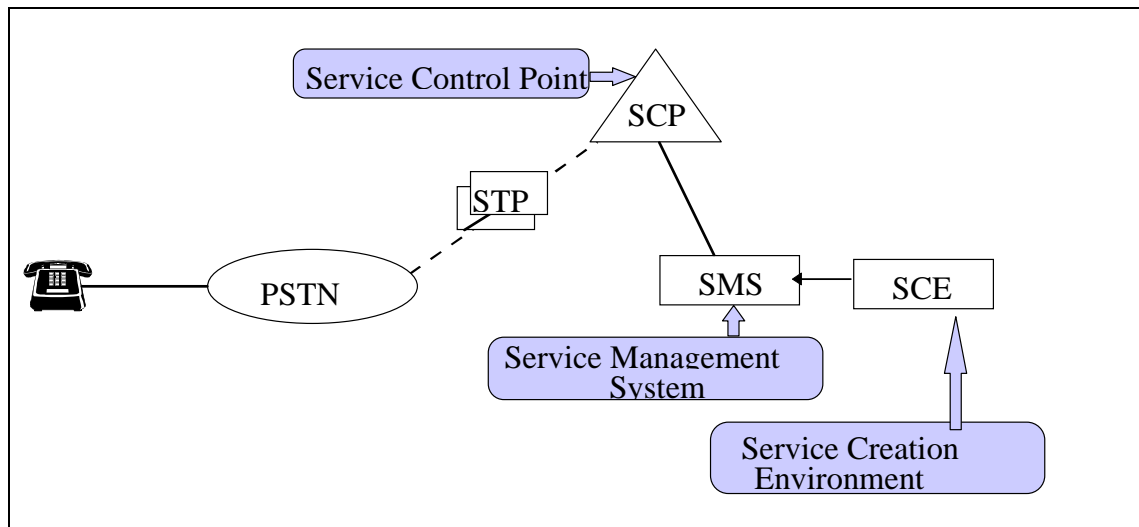 Service Control Point
SCP
STP
PSTN
SMS
SCE
Service Management
System
Service Creation
Environment